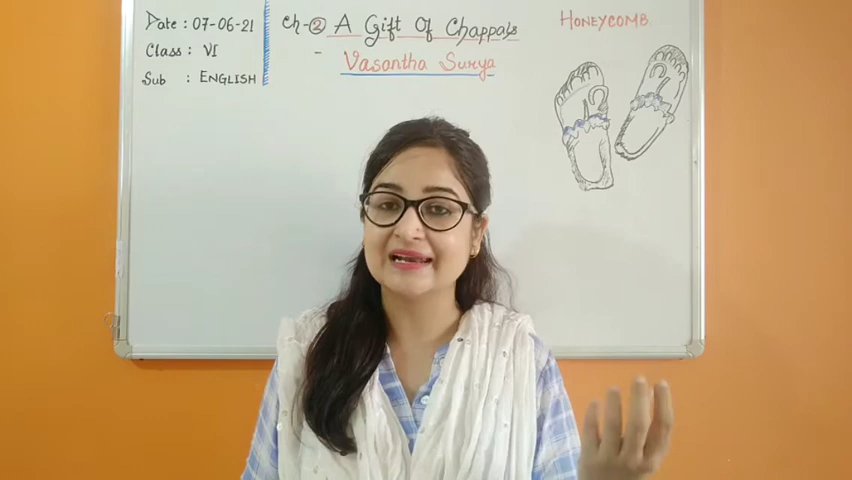 Date : 07-06-21
Class : VI
Sub : ENGLISH
Ch-② A Gift Of Chappals
- Vasantha Surya
HONEYCOMB